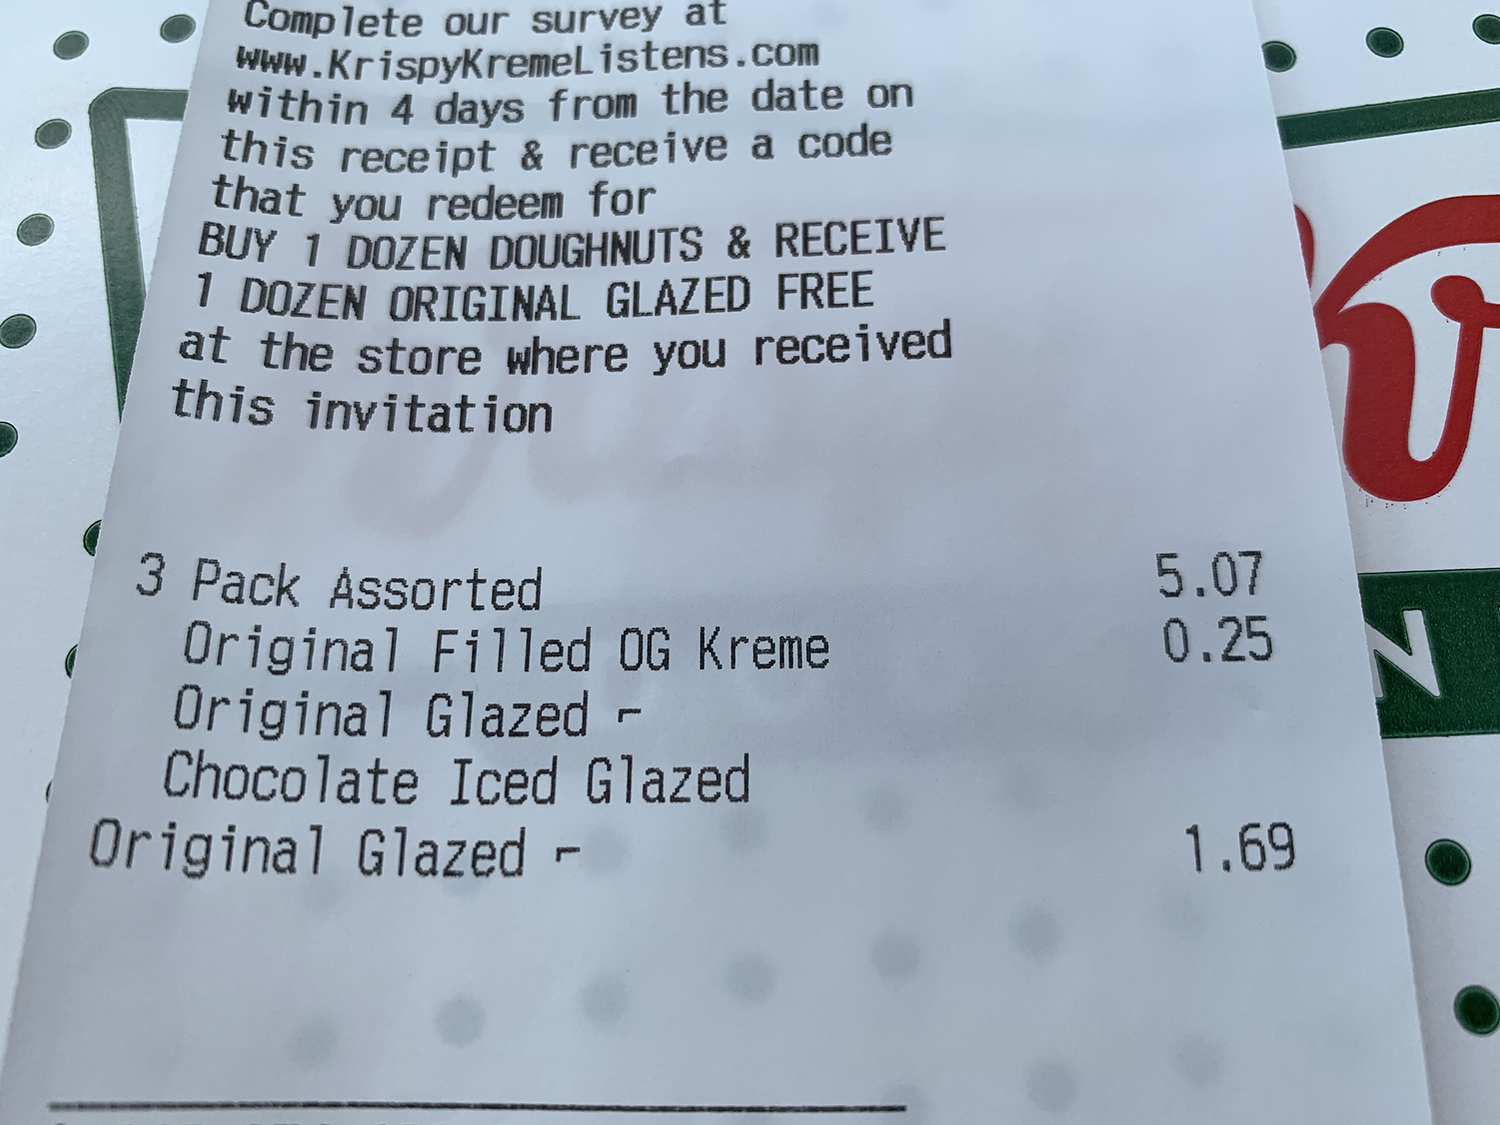 Complete our survey at
www.KrispyKremeListens.com
within 4 days from the date on
this receipt & receive a code
that you redeem for
BUY 1 DOZEN DOUGHNUTS & RECEIVE
1 DOZEN ORIGINAL GLAZED FREE
at the store where you received
this invitation
3 Pack Assorted 5.07
Original Filled OG Kreme 0.25
Original Glazed ⌐
Chocolate Iced Glazed
Original Glazed ⌐ 1.69